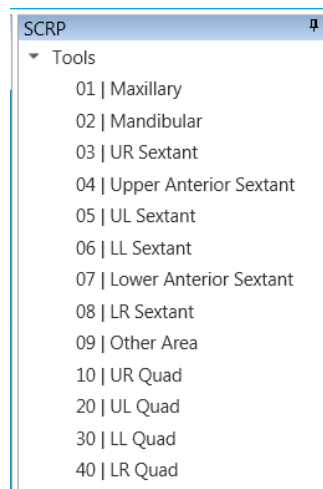 SCRP
Tools
01 | Maxillary
02 | Mandibular
03 | UR Sextant
04 | Upper Anterior Sextant
05 | UL Sextant
06 | LL Sextant
07 | Lower Anterior Sextant
08 | LR Sextant
09 | Other Area
10 | UR Quad
20 | UL Quad
30 | LL Quad
40 | LR Quad